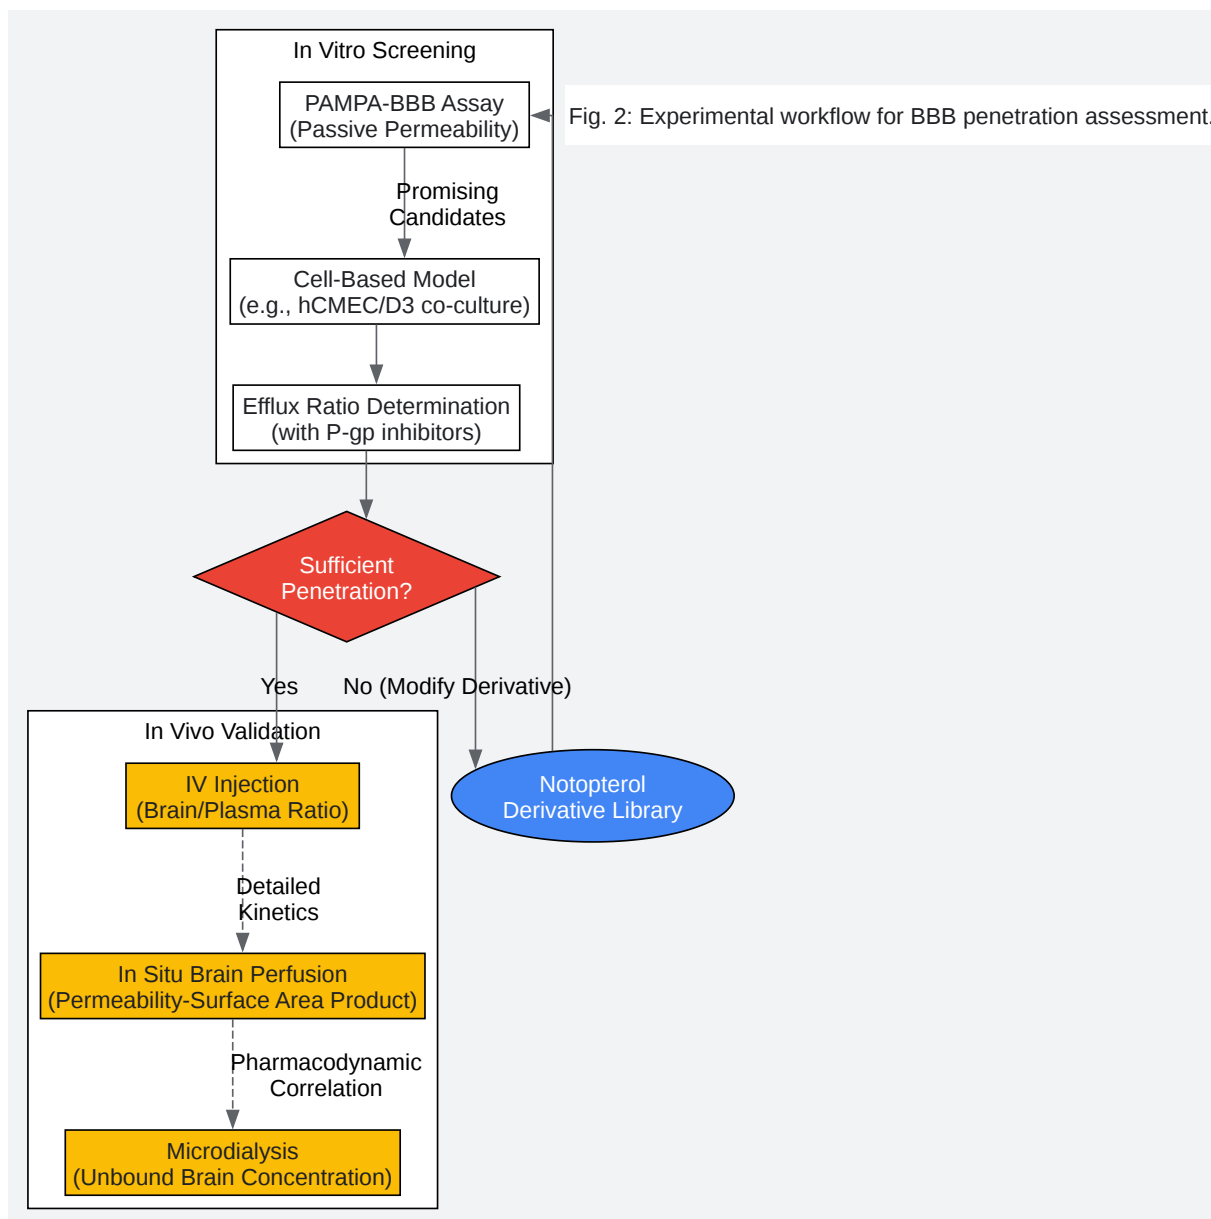 In Vitro Screening
PAMPA-BBB Assay
(Passive Permeability)
Fig. 2: Experimental workflow for BBB penetration assessment.
Promising
Candidates
Cell-Based Model
(e.g., hCMEC/D3 co-culture)
Efflux Ratio Determination
(with P-gp inhibitors)
Sufficient
Penetration?
Yes
No (Modify Derivative)
In Vivo Validation
IV Injection
(Brain/Plasma Ratio)
Notopterol
Derivative Library
Detailed
Kinetics
In Situ Brain Perfusion
(Permeability-Surface Area Product)
Pharmacodynamic
Correlation
Microdialysis
(Unbound Brain Concentration)